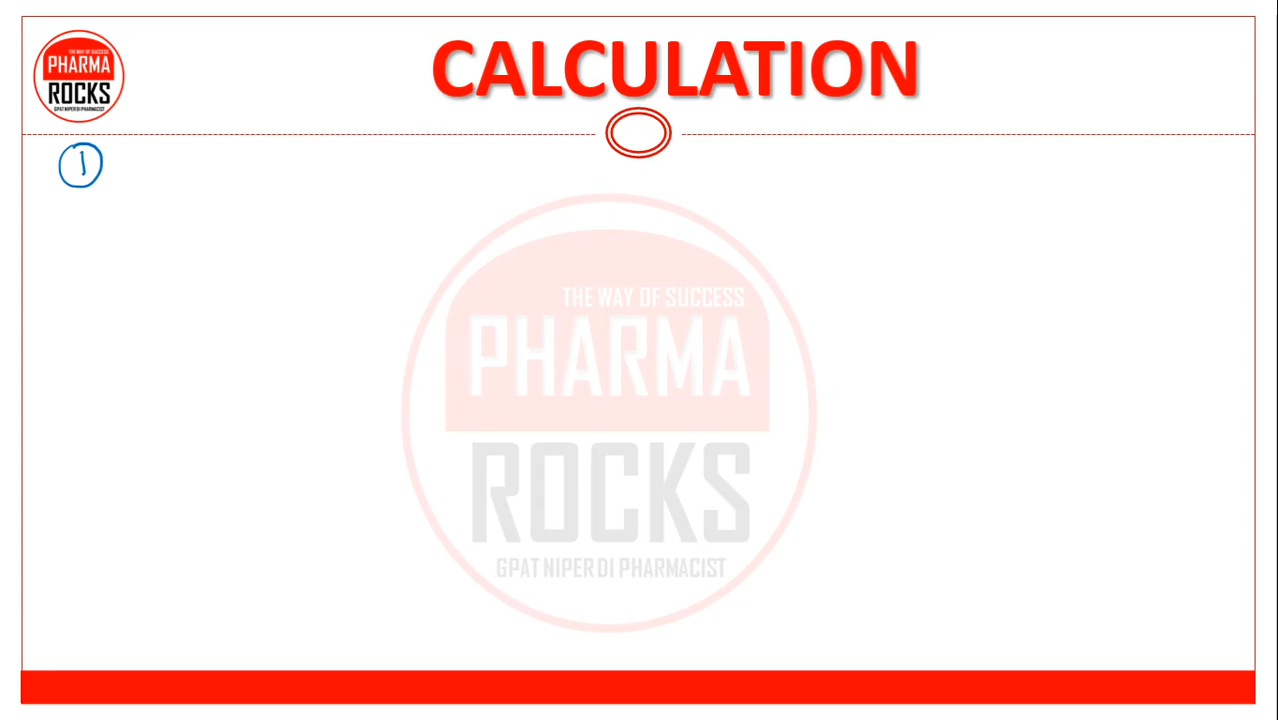 THE WAY OF SUCCESS
PHARMA
ROCKS
GPAT NIPER DI PHARMACIST
CALCULATION
1
THE WAY OF SUCCESS
PHARMA
ROCKS
GPAT NIPER DI PHARMACIST